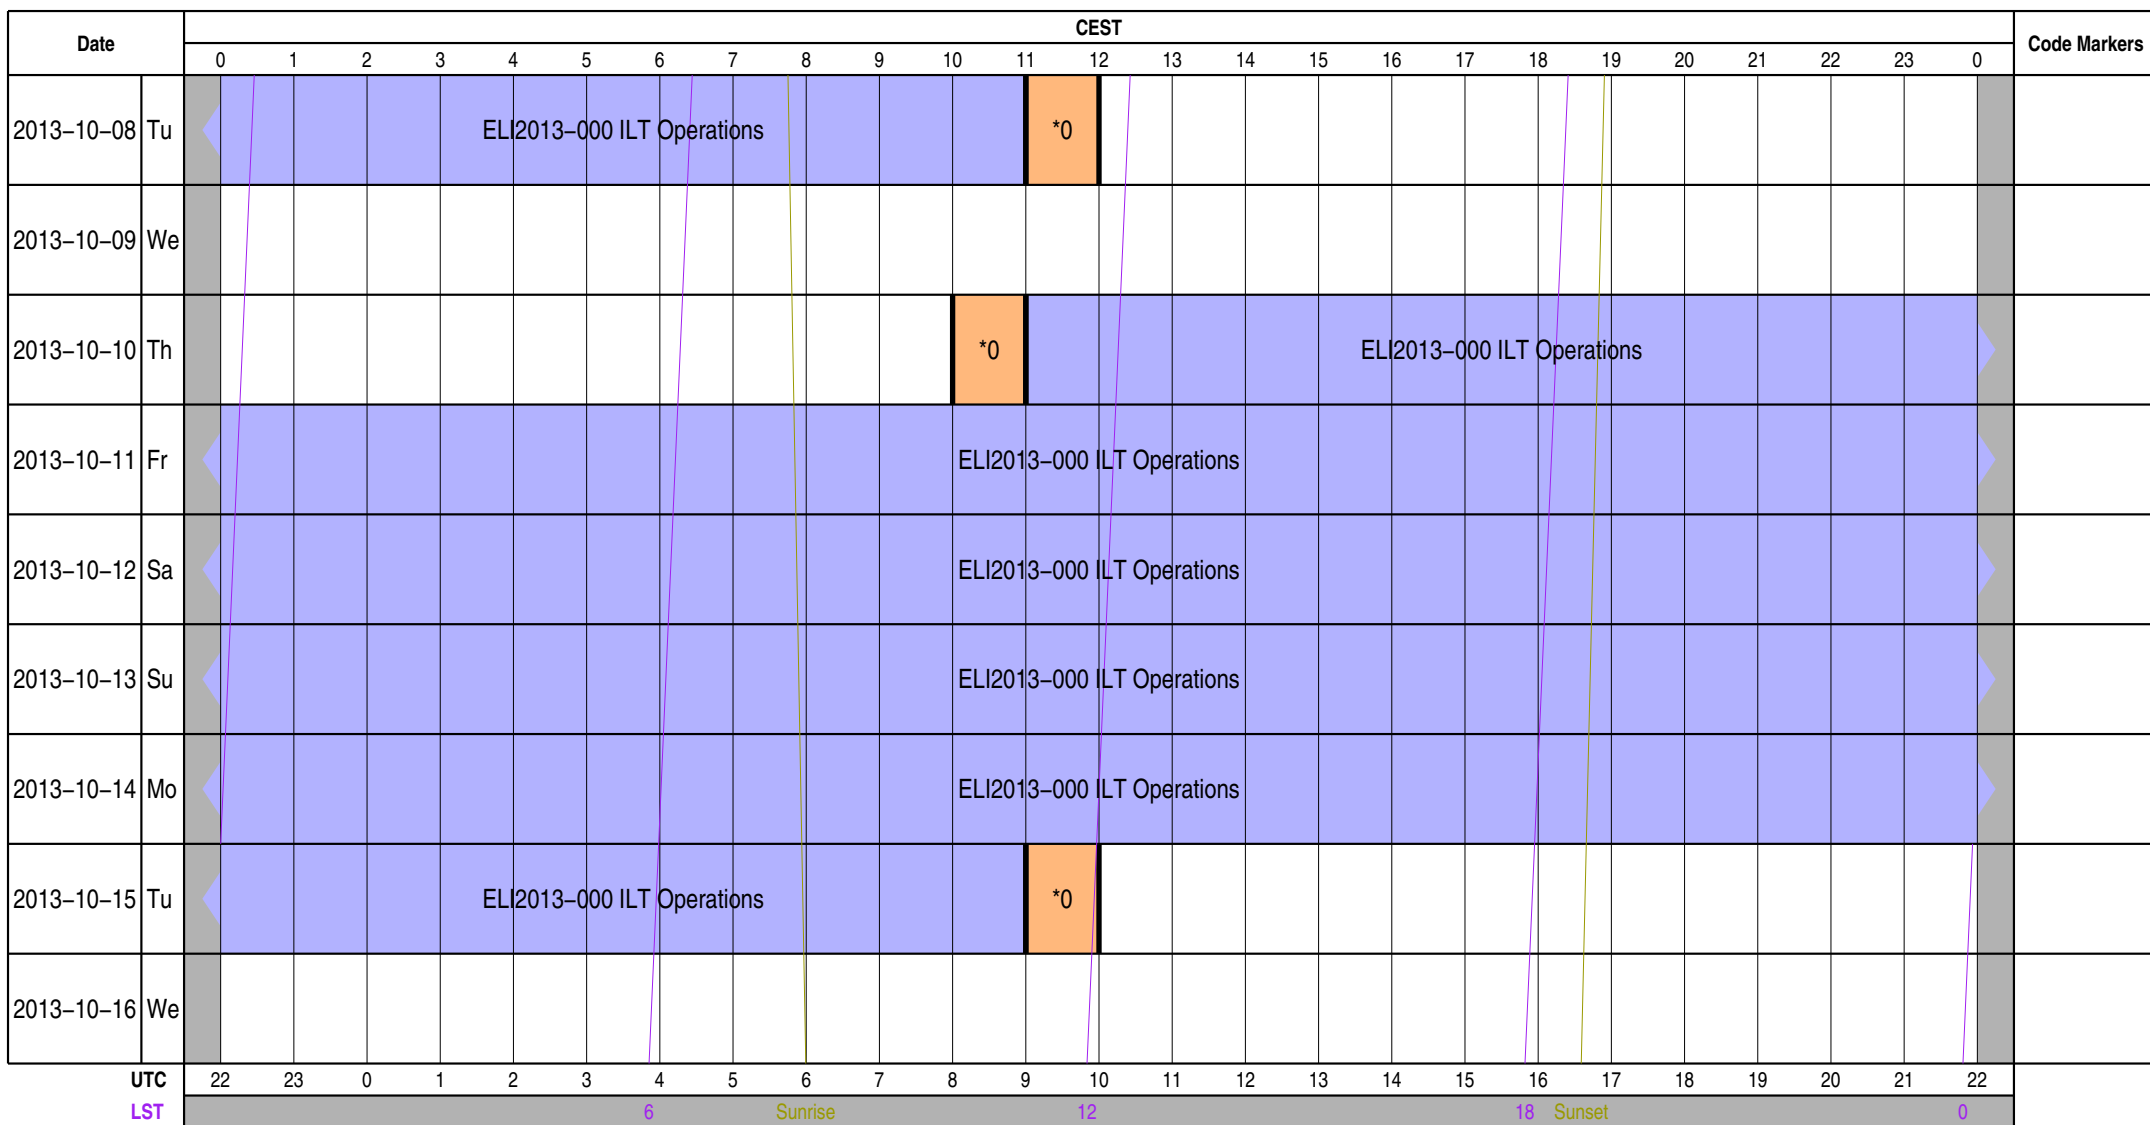 CEST
Date
Code Markers
0 1 2 3 4 5 6 7 8 9 10 11 12 13 14 15 16 17 18 19 20 21 22 23 0
2013−10−08 Tu ELI2013−000 ILT Operations *0
2013−10−09 We
2013−10−10 Th *0 ELI2013−000 ILT Operations
2013−10−11 Fr ELI2013−000 ILT Operations
2013−10−12 Sa ELI2013−000 ILT Operations
2013−10−13 Su ELI2013−000 ILT Operations
2013−10−14 Mo ELI2013−000 ILT Operations
2013−10−15 Tu ELI2013−000 ILT Operations *0
2013−10−16 We
UTC 22 23 0 1 2 3 4 5 6 7 8 9 10 11 12 13 14 15 16 17 18 19 20 21 22
LST 6 Sunrise 12 18 Sunset 0